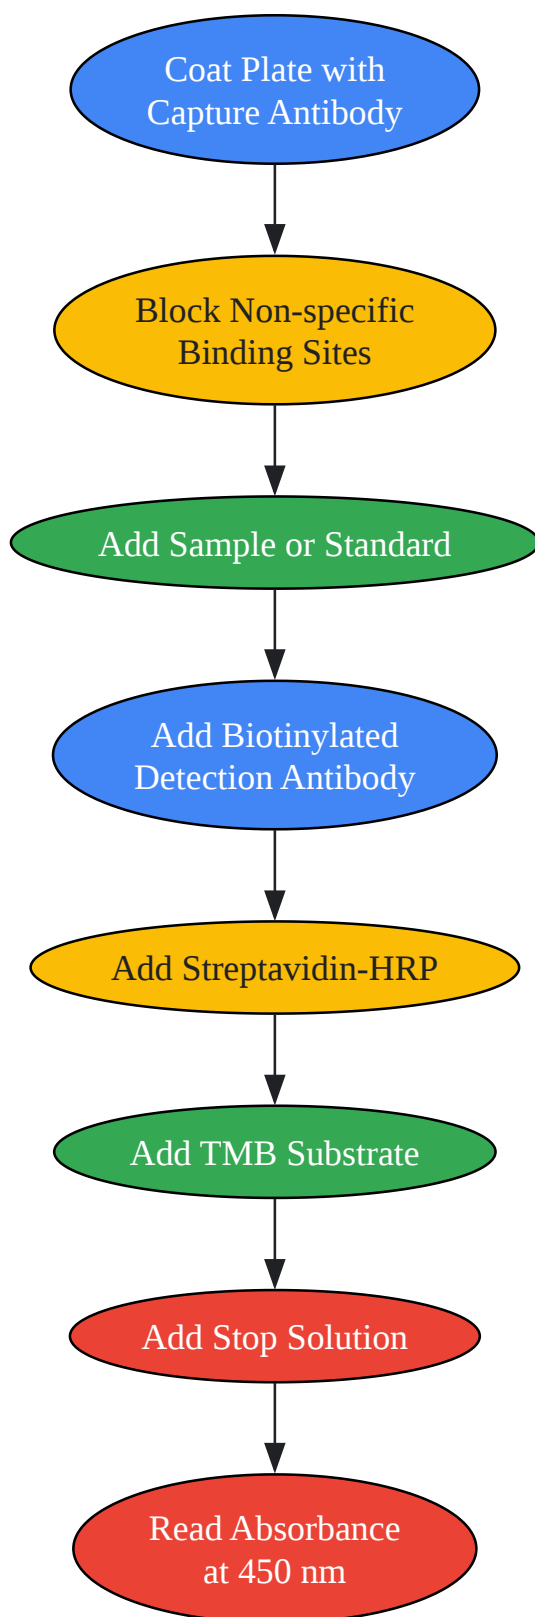 Coat Plate with
Capture Antibody
Block Non-specific
Binding Sites
Add Sample or Standard
Add Biotinylated
Detection Antibody
Add Streptavidin-HRP
Add TMB Substrate
Add Stop Solution
Read Absorbance
at 450 nm